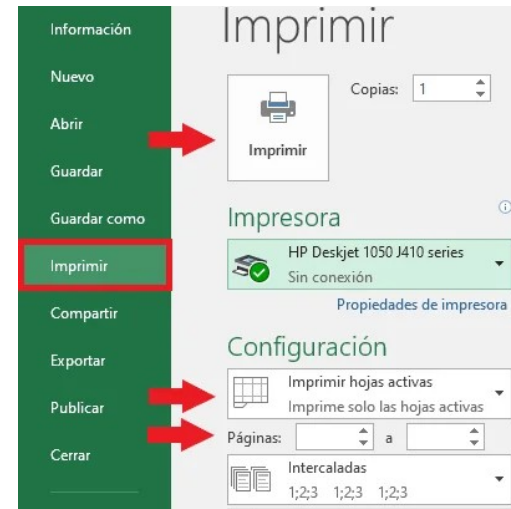 Información
Nuevo
Abrir
Guardar
Guardar como
Imprimir
Compartir
Exportar
Publicar
Cerrar
Imprimir
Copias: 1
Imprimir
Impresora
HP Deskjet 1050 J410 series
Sin conexión
Propiedades de impresora
Configuración
Imprimir hojas activas
Imprime solo las hojas activas
Páginas: a
Intercaladas
1;2;3 1;2;3 1;2;3